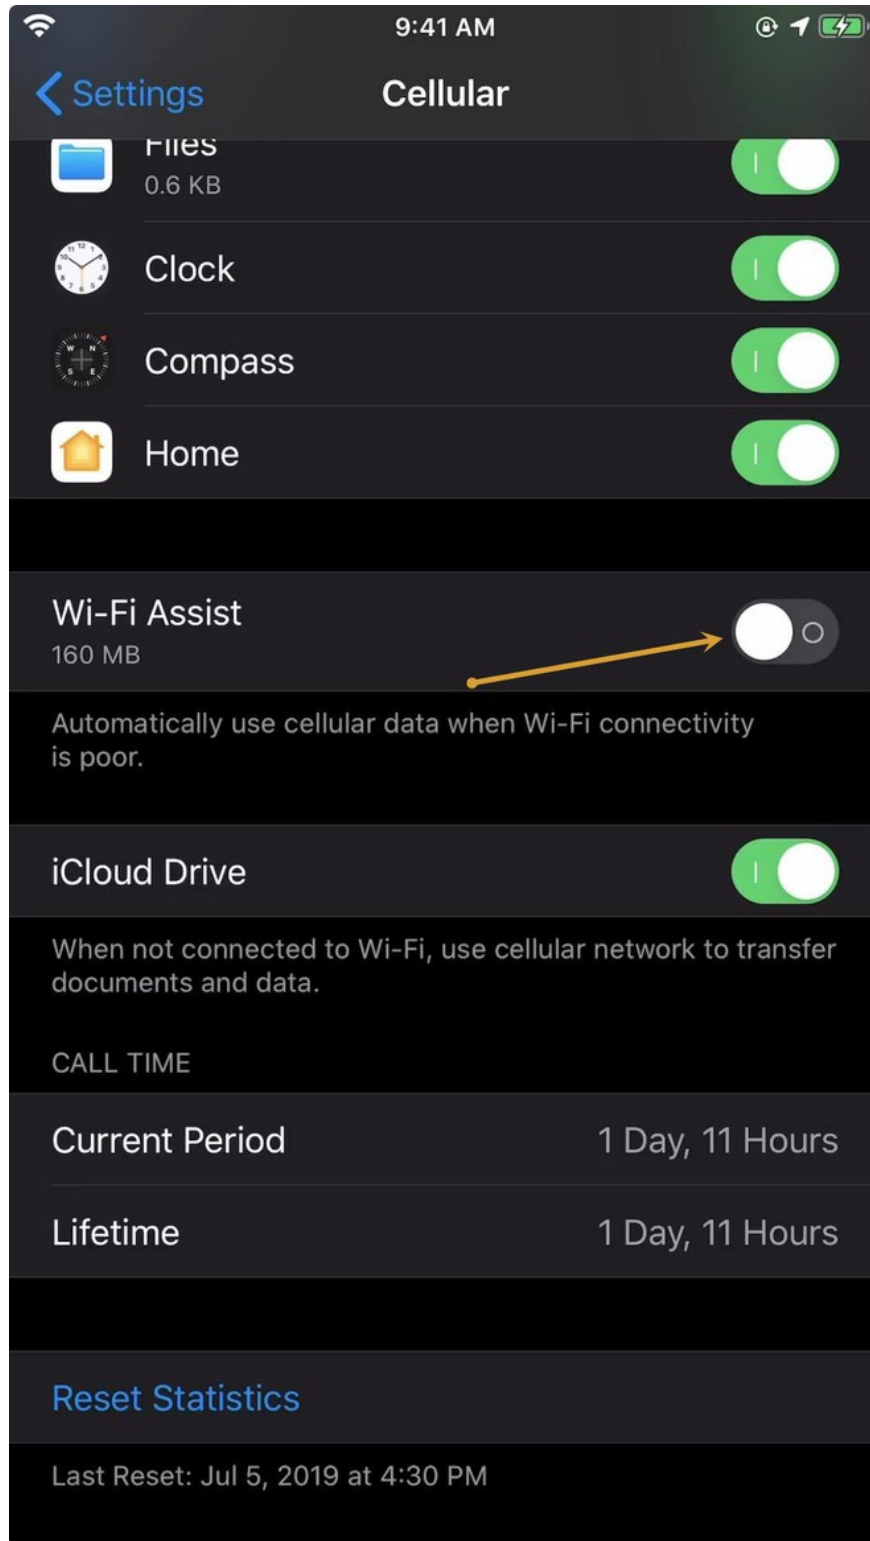 9:41 AM
Settings
Cellular
Files
0.6 KB
Clock
Compass
Home
Wi-Fi Assist
160 MB
Automatically use cellular data when Wi-Fi connectivity
is poor.
iCloud Drive
When not connected to Wi-Fi, use cellular network to transfer
documents and data.
CALL TIME
Current Period
1 Day, 11 Hours
Lifetime
1 Day, 11 Hours
Reset Statistics
Last Reset: Jul 5, 2019 at 4:30 PM